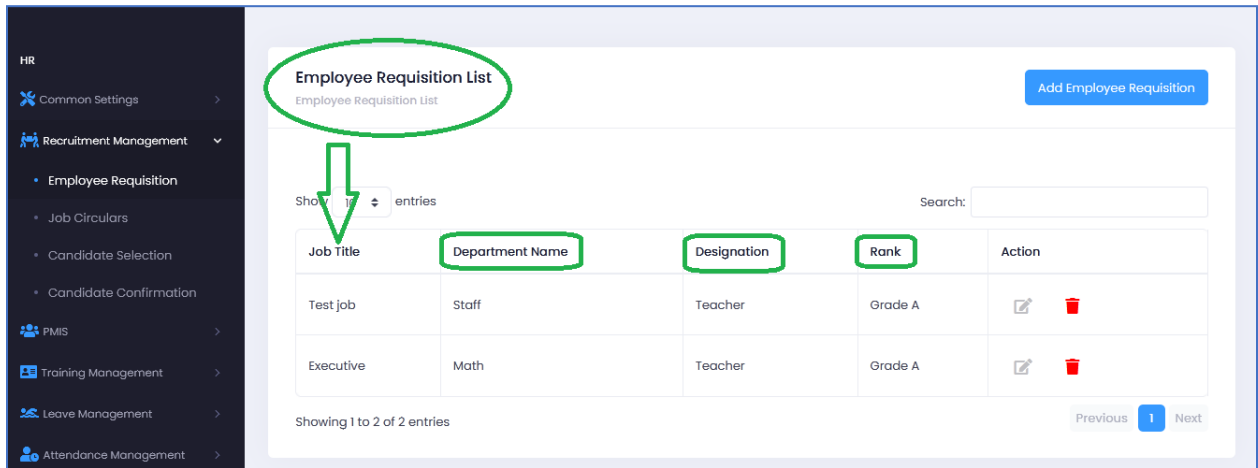 HR
Common Settings
Recruitment Management
Employee Requisition
Job Circulars
Candidate Selection
Candidate Confirmation
PMIS
Training Management
Leave Management
Attendance Management
Employee Requisition List
Employee Requisition List
Add Employee Requisition
Show 10 entries
Search:
Job Title Department Name Designation Rank Action
Test job Staff Teacher Grade A
Executive Math Teacher Grade A
Showing 1 to 2 of 2 entries
Previous 1 Next